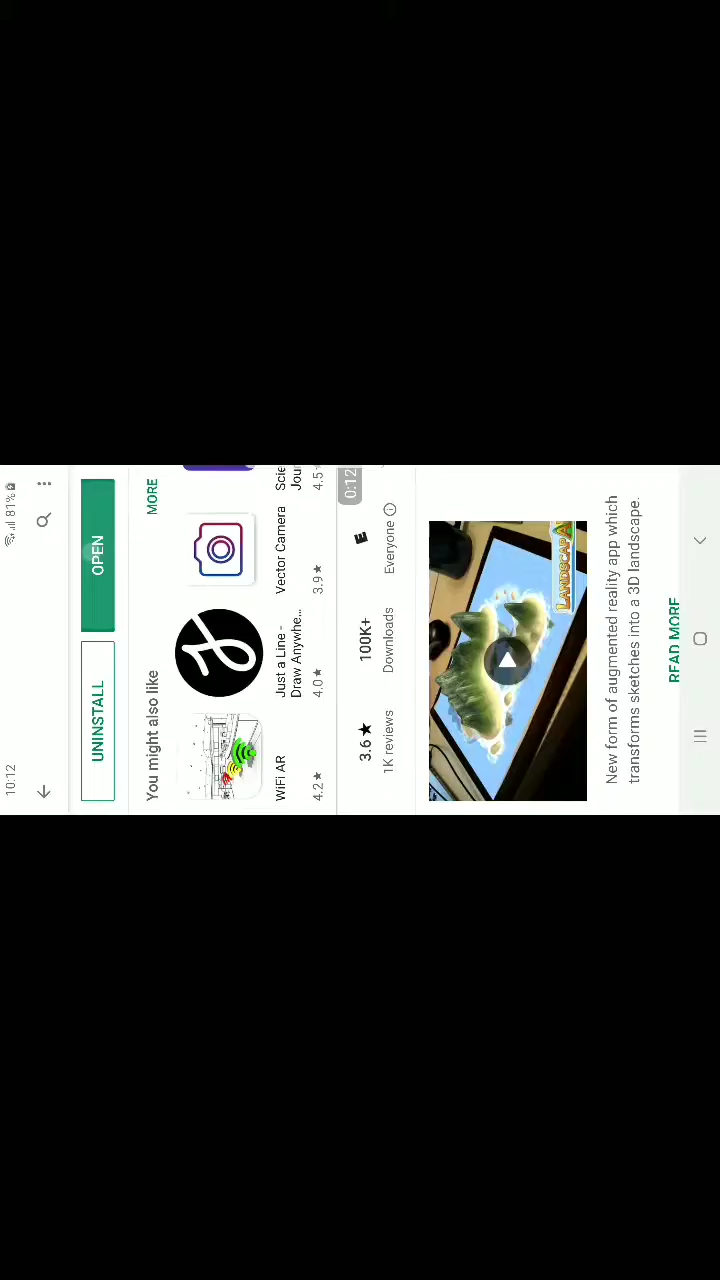 10:12
81%
UNINSTALL
OPEN
You might also like
MORE
WiFi AR
4.2★
Just a Line -
Draw Anywhe...
4.0★
Vector Camera
3.9★
Scie
Jou
4.5
0:12
3.6★
1K reviews
100K+
Downloads
E
Everyone
LANDSCAPA
New form of augmented reality app which
transforms sketches into a 3D landscape.
READ MORE